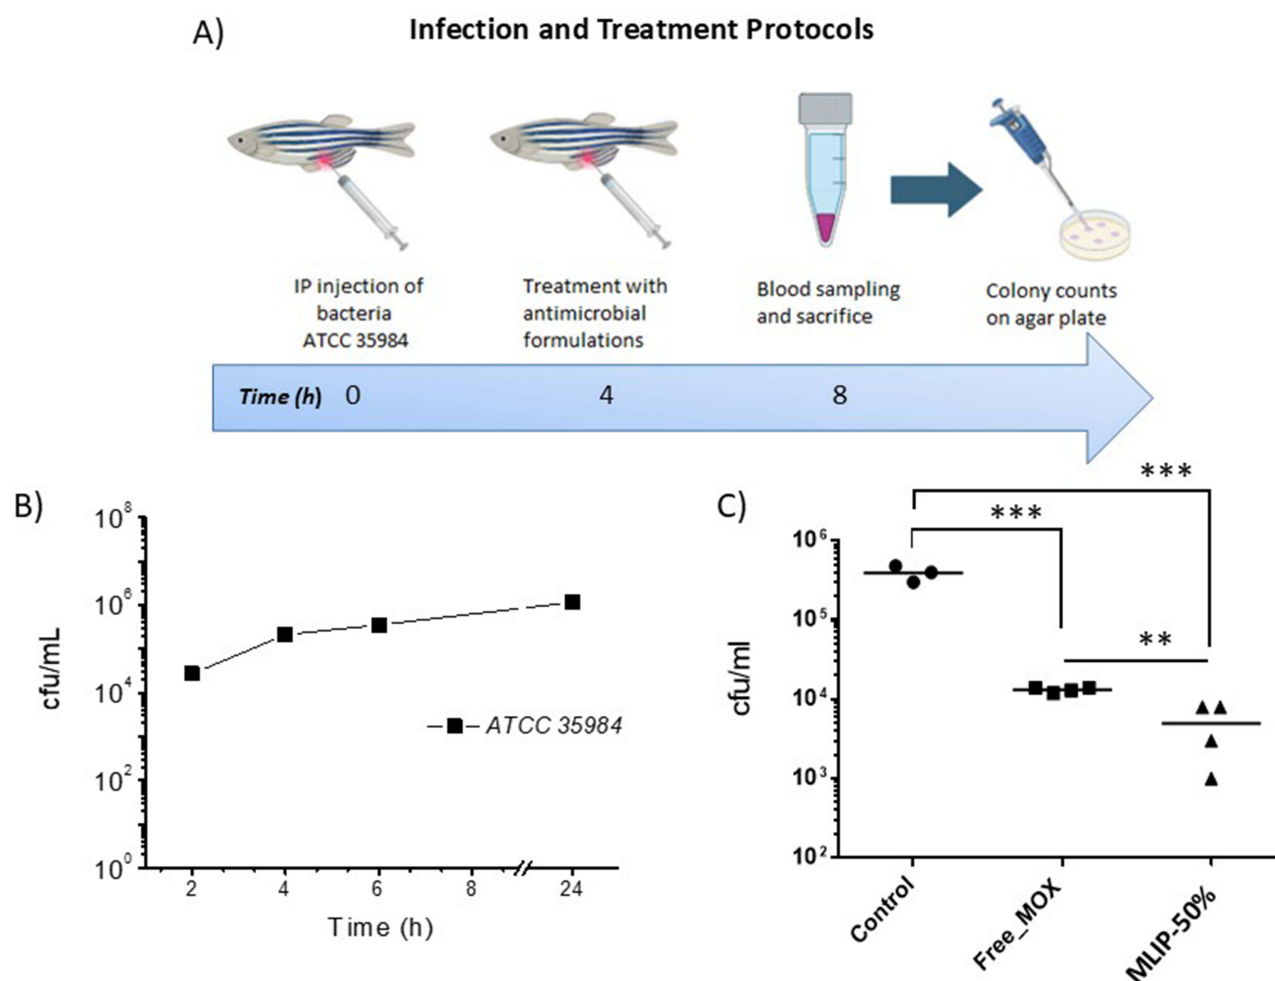 A)
Infection and Treatment Protocols
IP injection of
bacteria
ATCC 35984
Treatment with
antimicrobial
formulations
Blood sampling
and sacrifice
Colony counts
on agar plate
Time (h) 0 4 8
B)
10⁸
10⁶
10⁴
10²
10⁰
cfu/mL
ATCC 35984
2 4 6 8 24
Time (h)
C)
***
***
**
10⁶
10⁵
10⁴
10³
10²
cfu/ml
Control
Free_MOX
MLIP-50%